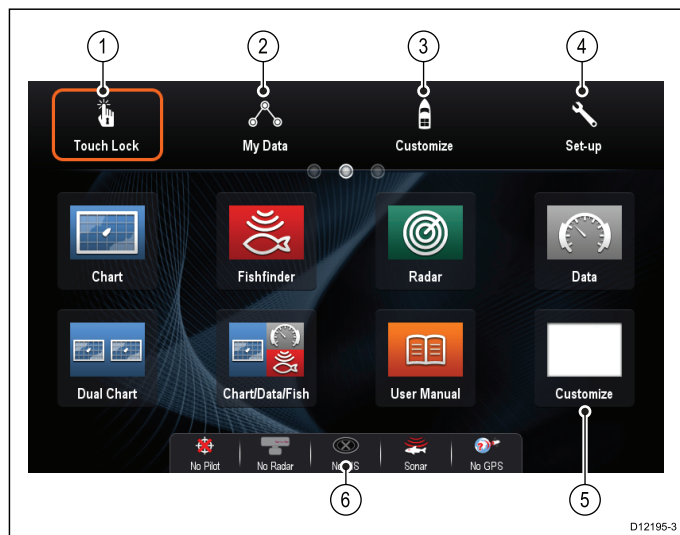 1 2 3 4
Touch Lock My Data Customize Set-up
Chart Fishfinder Radar Data
Dual Chart Chart/Data/Fish User Manual Customize
No Pilot No Radar Sonar No GPS
6 5
D12195-3